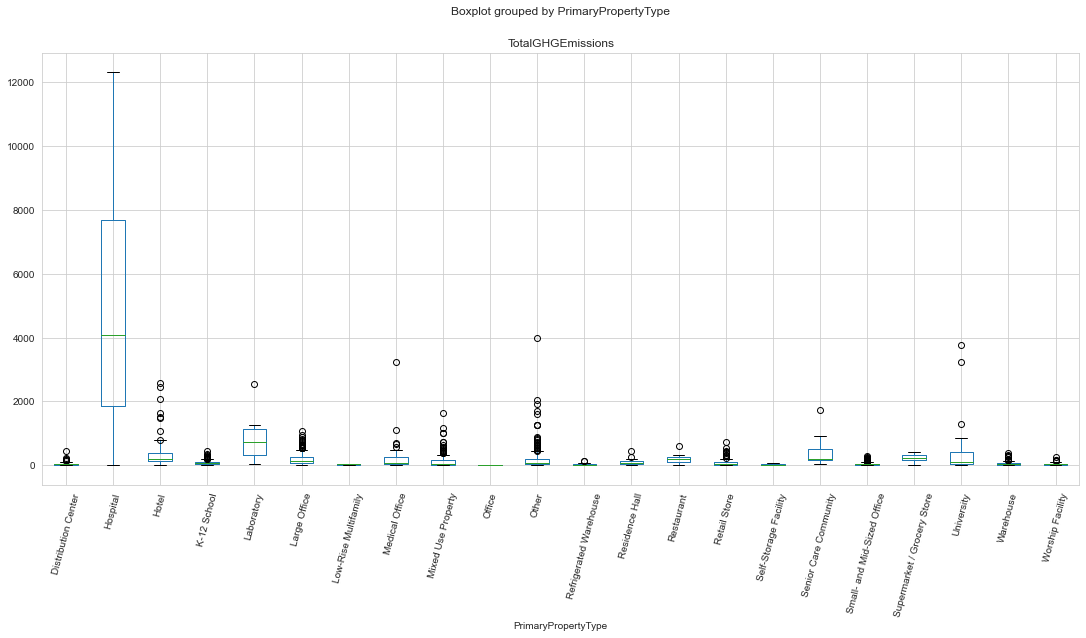 Boxplot grouped by PrimaryPropertyType
TotalGHGEmissions
12000
10000
8000
6000
4000
2000
0
Distribution Center
Hospital
Hotel
K-12 School
Laboratory
Large Office
Low-Rise Multifamily
Medical Office
Mixed Use Property
Office
Other
Refrigerated Warehouse
Residence Hall
Restaurant
Retail Store
Self-Storage Facility
Senior Care Community
Small- and Mid-Sized Office
Supermarket / Grocery Store
University
Warehouse
Worship Facility
PrimaryPropertyType